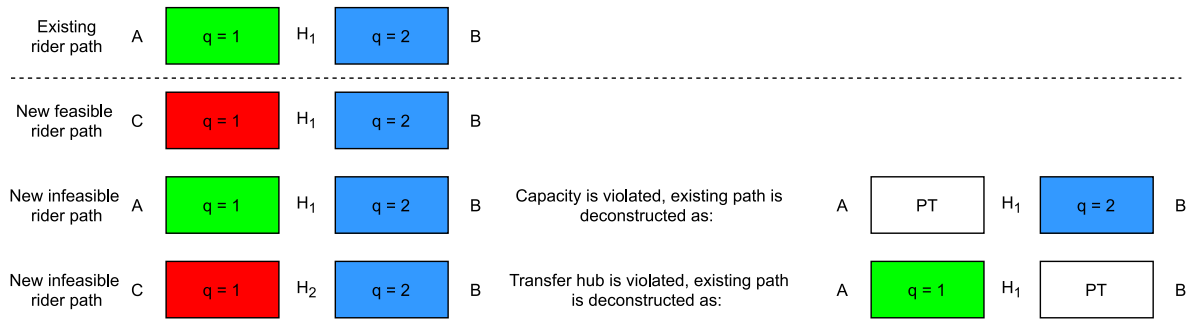 Existing
rider path
A
q = 1
H1
q = 2
B
New feasible
rider path
C
q = 1
H1
q = 2
B
New infeasible
rider path
A
q = 1
H1
q = 2
B
Capacity is violated, existing path is
deconstructed as:
A
PT
H1
q = 2
B
New infeasible
rider path
C
q = 1
H2
q = 2
B
Transfer hub is violated, existing path
is deconstructed as:
A
q = 1
H1
PT
B